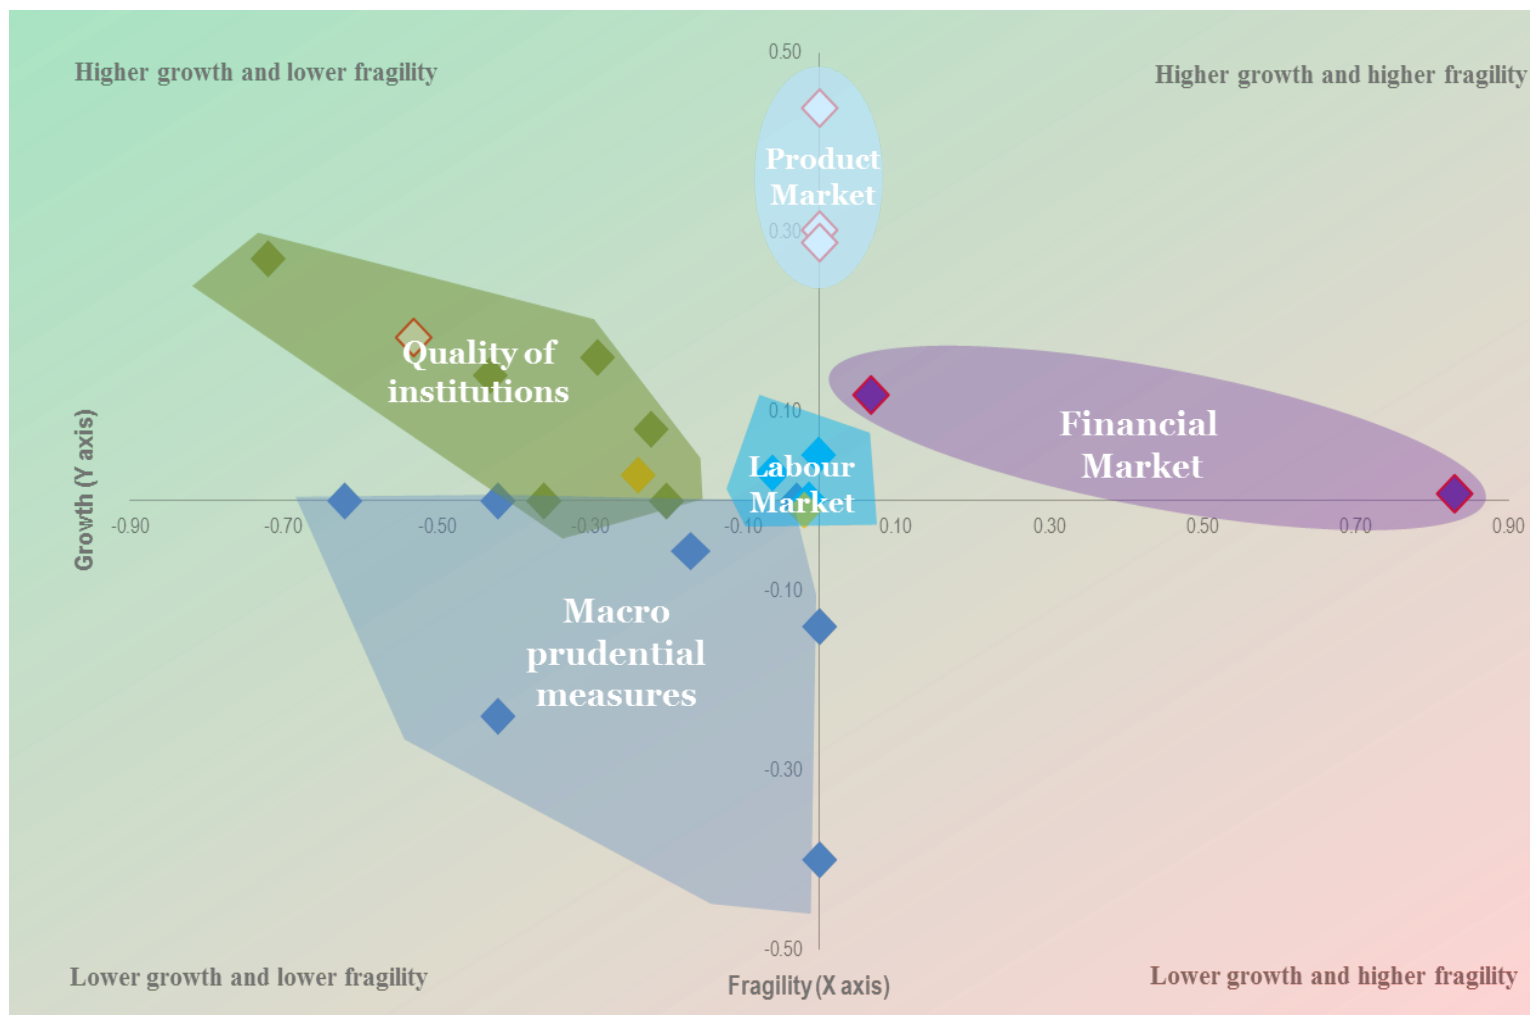 0.50
Higher growth and lower fragility
Higher growth and higher fragility
Product
Market
0.30
Quality of
institutions
0.10
Financial
Market
Labour
Market
Growth (Y axis)
-0.90
-0.70
-0.50
-0.30
-0.10
0.10
0.30
0.50
0.70
0.90
-0.10
Macro
prudential
measures
-0.30
-0.50
Lower growth and lower fragility
Fragility (X axis)
Lower growth and higher fragility